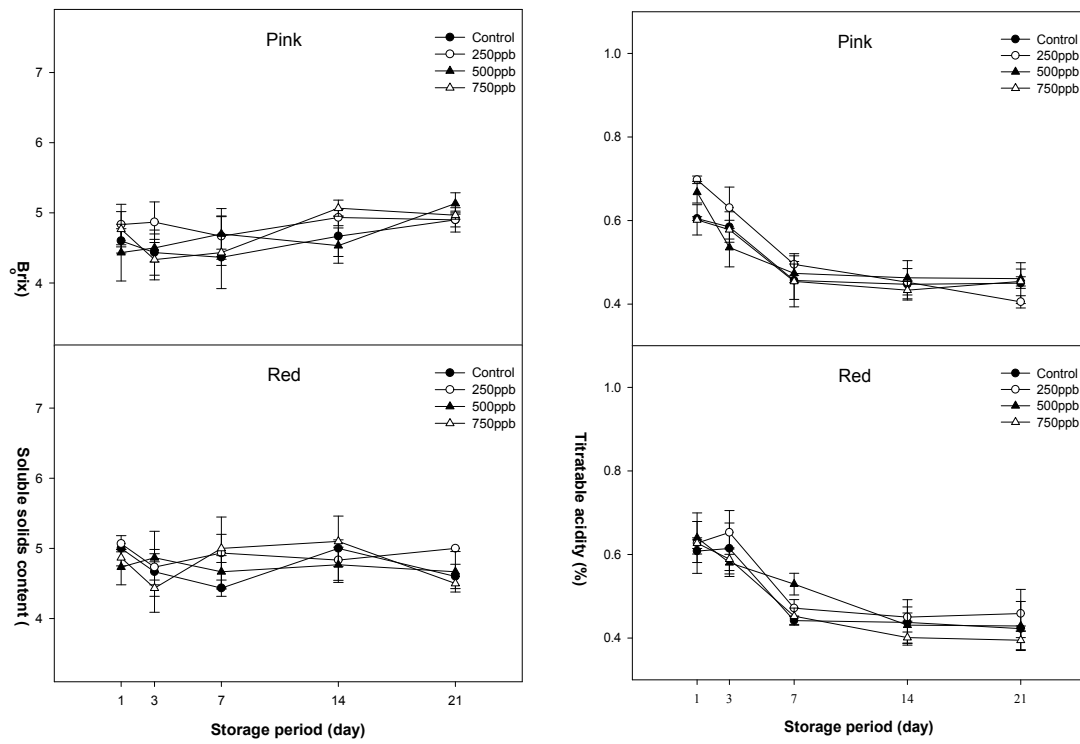 Pink
Control
250ppb
500ppb
750ppb
7
6
5
4
Red
Control
250ppb
500ppb
750ppb
7
6
5
4
Soluble solids content (
oBrix)
1 3 7 14 21
Storage period (day)
Pink
Control
250ppb
500ppb
750ppb
1.0
0.8
0.6
0.4
Red
Control
250ppb
500ppb
750ppb
1.0
0.8
0.6
0.4
Titratable acidity (%)
1 3 7 14 21
Storage period (day)